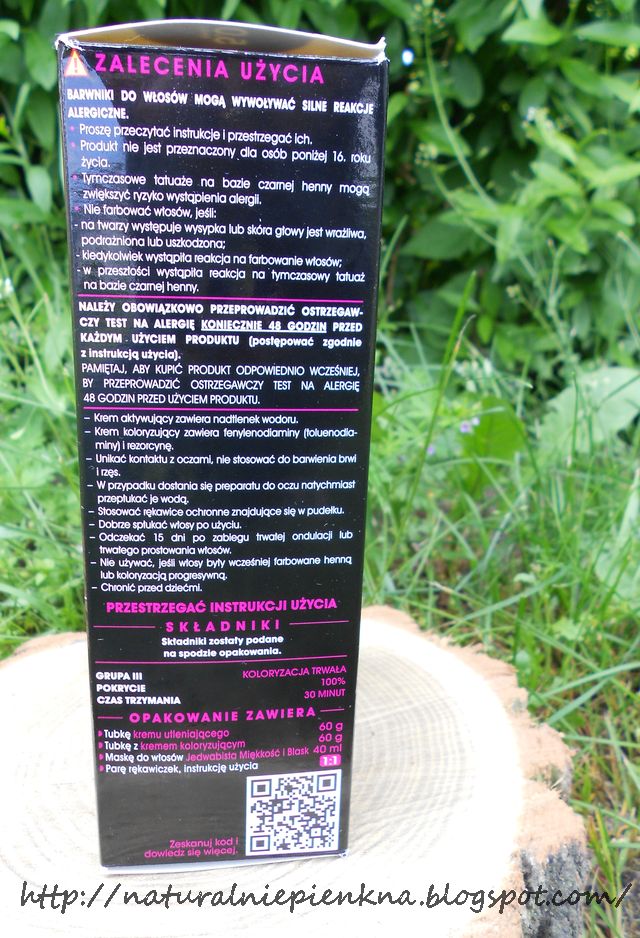 ZALECENIA UŻYCIA
BARWNIKI DO WŁOSÓW MOGĄ WYWOŁYWAĆ SILNE REAKCJE
ALERGICZNE.
• Proszę przeczytać instrukcje i przestrzegać ich.
• Produkt nie jest przeznaczony dla osób poniżej 16. roku
życia.
• Tymczasowe tatuaże na bazie czarnej henny mogą
zwiększyć ryzyko wystąpienia alergii.
• Nie farbować włosów, jeśli:
- na twarzy występuje wysypka lub skóra głowy jest wrażliwa,
podrażniona lub uszkodzona;
- kiedykolwiek wystąpiła reakcja na farbowanie włosów;
- w przeszłości wystąpiła reakcja na tymczasowy tatuaż
na bazie czarnej henny.
NALEŻY OBOWIĄZKOWO PRZEPROWADZIĆ OSTRZEGAW-
CZY TEST NA ALERGIĘ KONIECZNIE 48 GODZIN PRZED
KAŻDYM UŻYCIEM PRODUKTU (postępować zgodnie
z instrukcją użycia).
PAMIĘTAJ, ABY KUPIĆ PRODUKT ODPOWIEDNIO WCZEŚNIEJ,
BY PRZEPROWADZIĆ OSTRZEGAWCZY TEST NA ALERGIĘ
48 GODZIN PRZED UŻYCIEM PRODUKTU.
– Krem aktywujący zawiera nadtlenek wodoru.
– Krem koloryzujący zawiera fenylenodiaminy (toluenodia-
miny) i rezorcynę.
– Unikać kontaktu z oczami, nie stosować do barwienia brwi
i rzęs.
– W przypadku dostania się preparatu do oczu natychmiast
przepłukać je wodą.
– Stosować rękawice ochronne znajdujące się w pudełku.
– Dobrze spłukać włosy po użyciu.
– Odczekać 15 dni po zabiegu trwałej ondulacji lub
trwałego prostowania włosów.
– Nie używać, jeśli włosy były wcześniej farbowane henną
lub koloryzacją progresywną.
– Chronić przed dziećmi.
PRZESTRZEGAĆ INSTRUKCJI UŻYCIA
SKŁADNIKI
Składniki zostały podane
na spodzie opakowania.
GRUPA III KOLORYZACJA TRWAŁA
POKRYCIE 100%
CZAS TRZYMANIA 30 MINUT
OPAKOWANIE ZAWIERA
Tubkę kremu utleniającego 60 g
Tubkę z kremem koloryzującym 60 g
Maskę do włosów Jedwabista Miękkość i Blask 40 ml
Parę rękawiczek, instrukcję użycia 1:1
Zeskanuj kod i
dowiedz się więcej.
http://naturalniepienkna.blogspot.com/